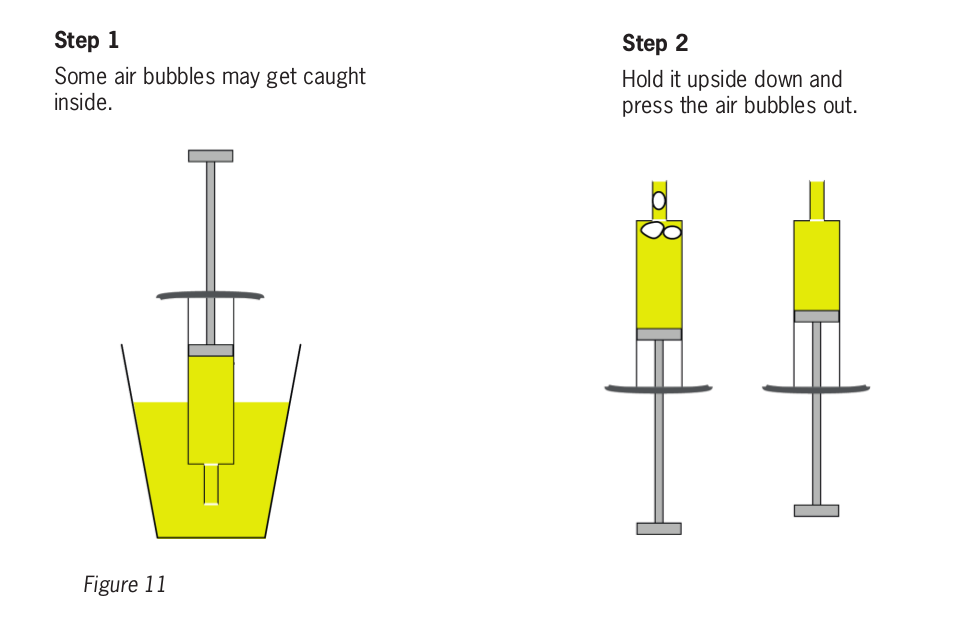 Step 1
Some air bubbles may get caught
inside.
Step 2
Hold it upside down and
press the air bubbles out.
Figure 11